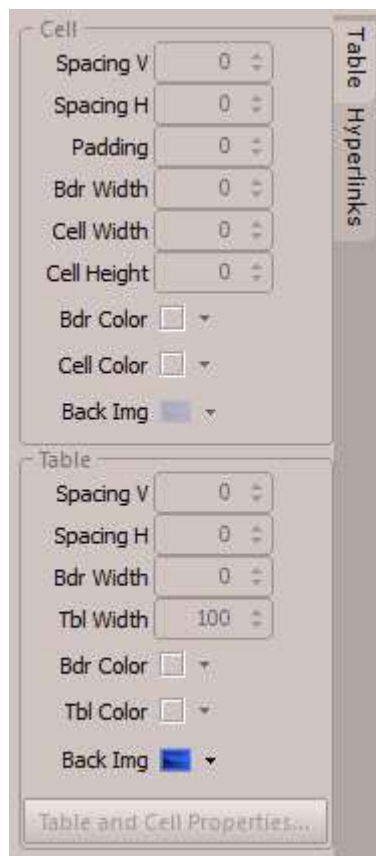 Cell
Spacing V 0
Spacing H 0
Padding 0
Bdr Width 0
Cell Width 0
Cell Height 0
Bdr Color
Cell Color
Back Img
Table
Spacing V 0
Spacing H 0
Bdr Width 0
Tbl Width 100
Bdr Color
Tbl Color
Back Img
Table and Cell Properties...
Table
Hyperlinks